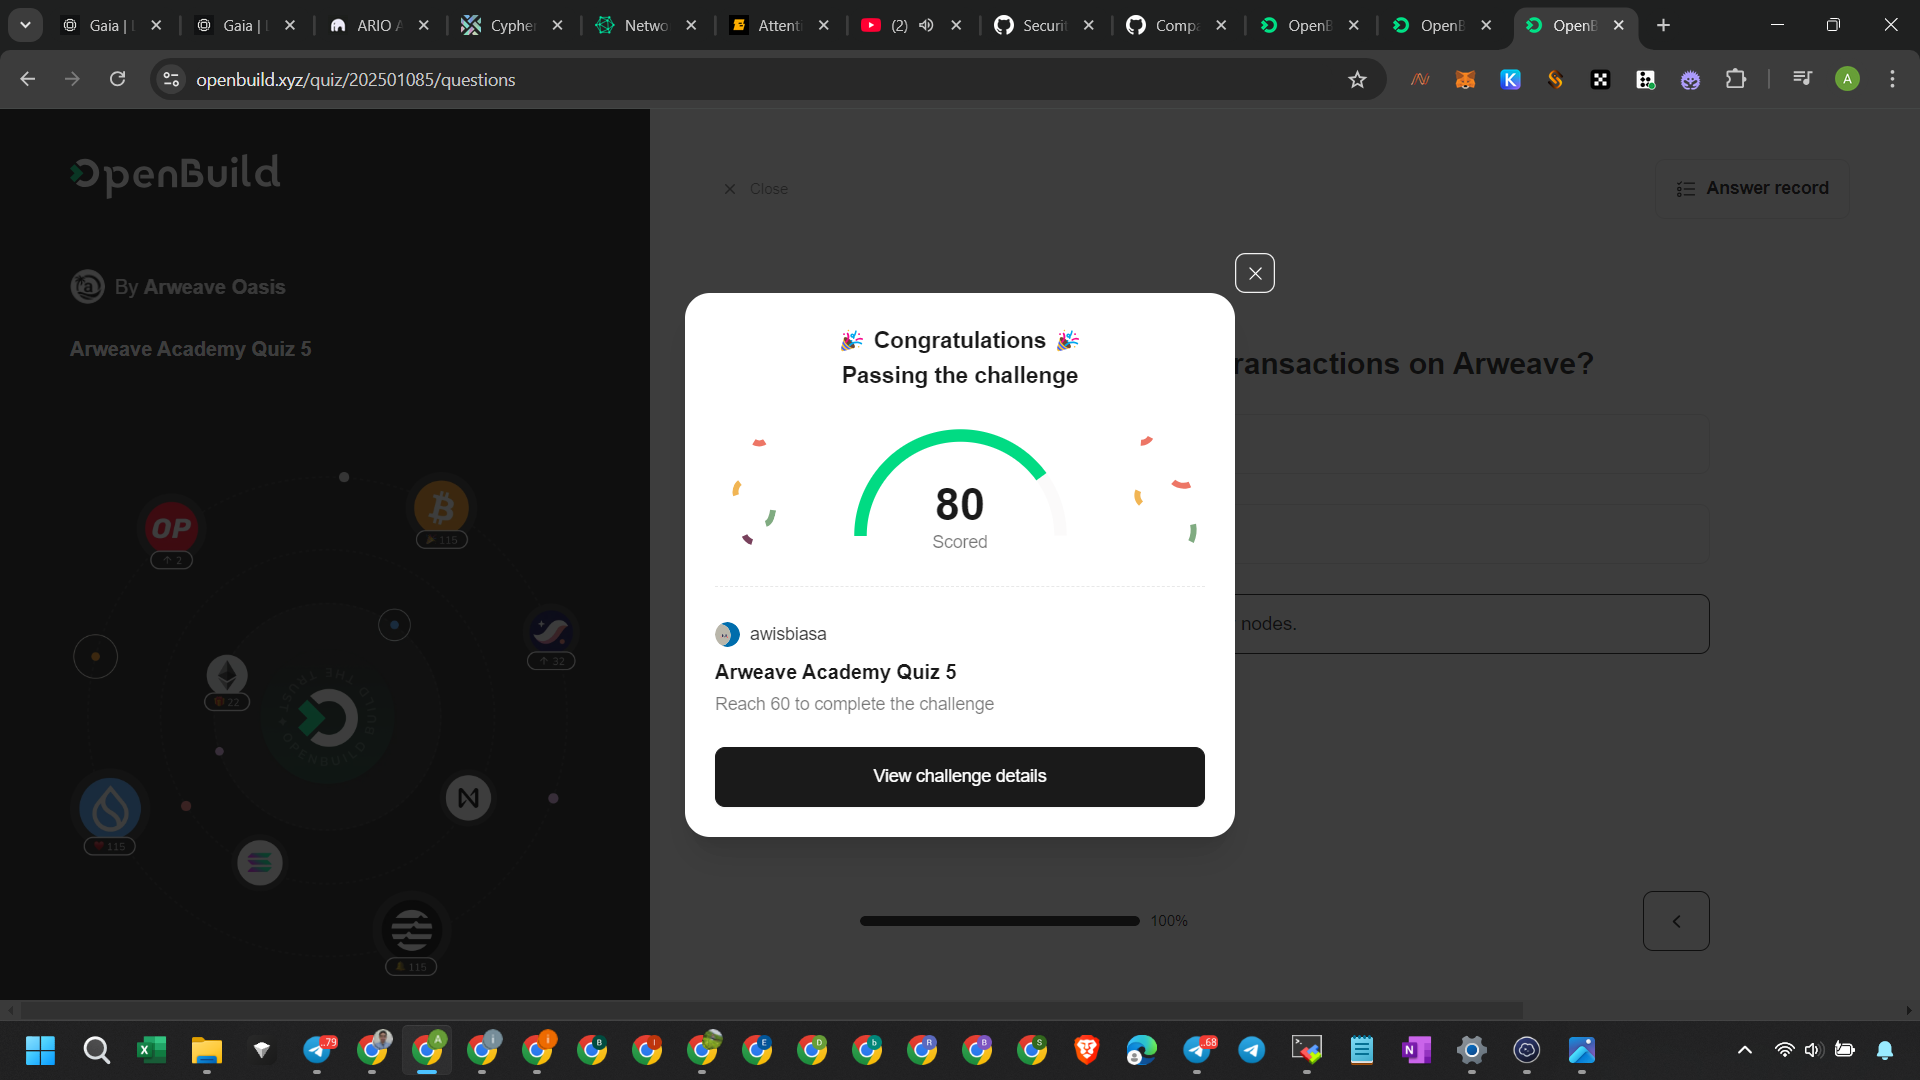 Gaia | L
Gaia | L
ARIO A
Cypher
Netwo
Attenti
(2)
Securit
Compa
OpenB
OpenB
OpenB
openbuild.xyz/quiz/202501085/questions
A
OpenBuild
Close
Answer record
By Arweave Oasis
Arweave Academy Quiz 5
ransactions on Arweave?
nodes.
Congratulations
Passing the challenge
80
Scored
awisbiasa
Arweave Academy Quiz 5
Reach 60 to complete the challenge
View challenge details
100%
OP
2
115
32
22
115
115
..79
..68